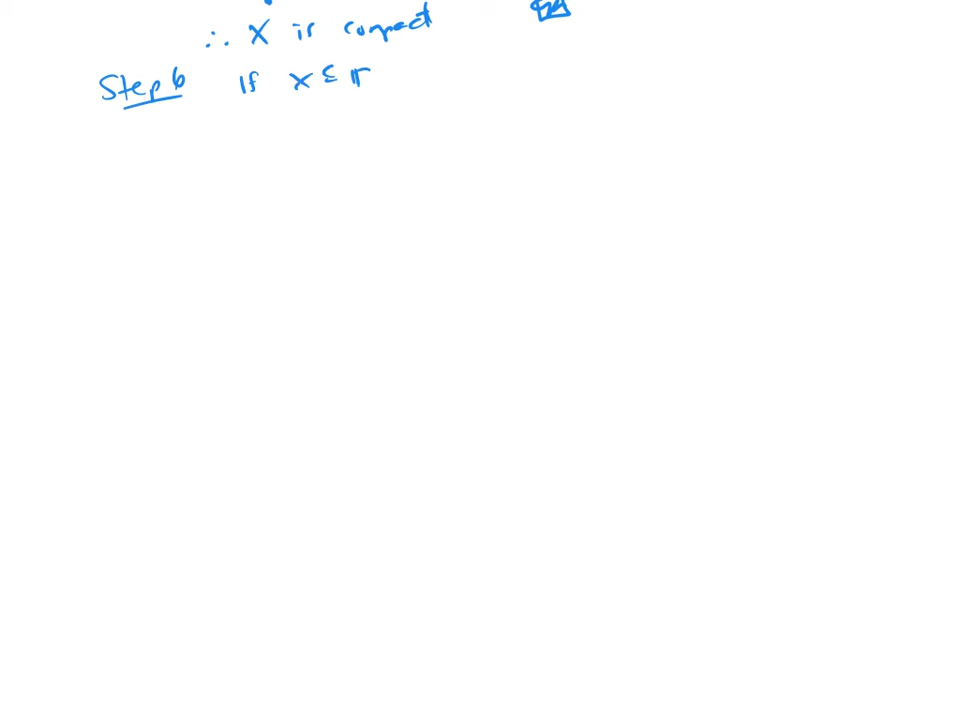 ∴ X is compact
Step 6 If x ∈